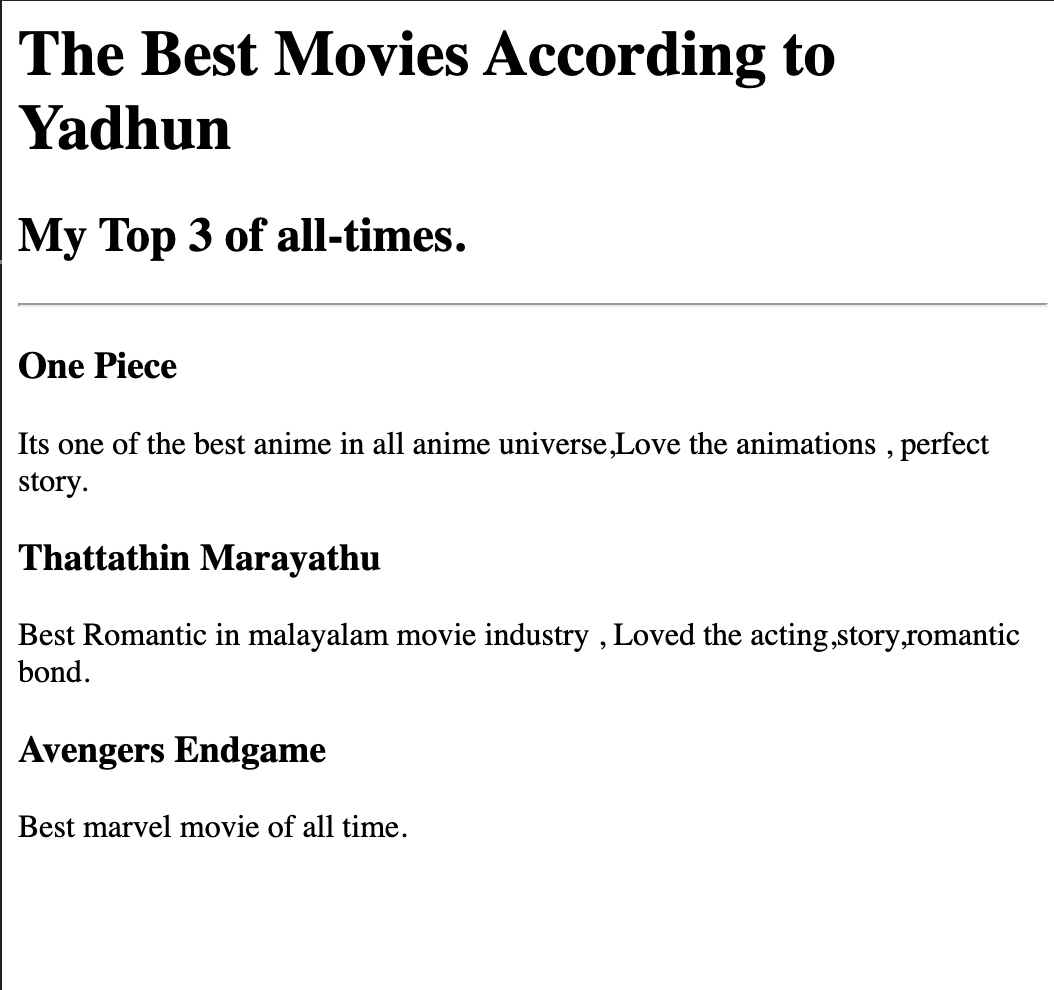 The Best Movies According to
Yadhun
My Top 3 of all-times.
One Piece
Its one of the best anime in all anime universe,Love the animations , perfect
story.
Thattathin Marayathu
Best Romantic in malayalam movie industry , Loved the acting,story,romantic
bond.
Avengers Endgame
Best marvel movie of all time.